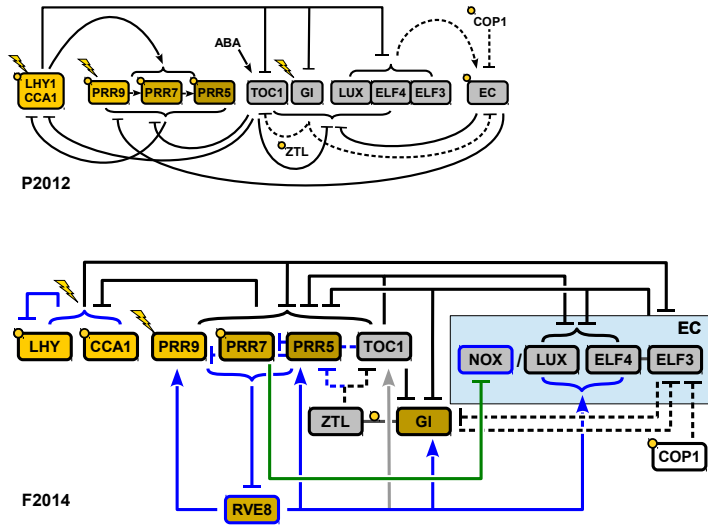 COP1
ABA
LHY1
CCA1
PRR9 PRR7 PRR5 TOC1 GI LUX ELF4 ELF3 EC
ZTL
P2012
EC
LHY CCA1 PRR9 PRR7 PRR5 TOC1 NOX / LUX ELF4 ELF3
ZTL GI
COP1
F2014
RVE8